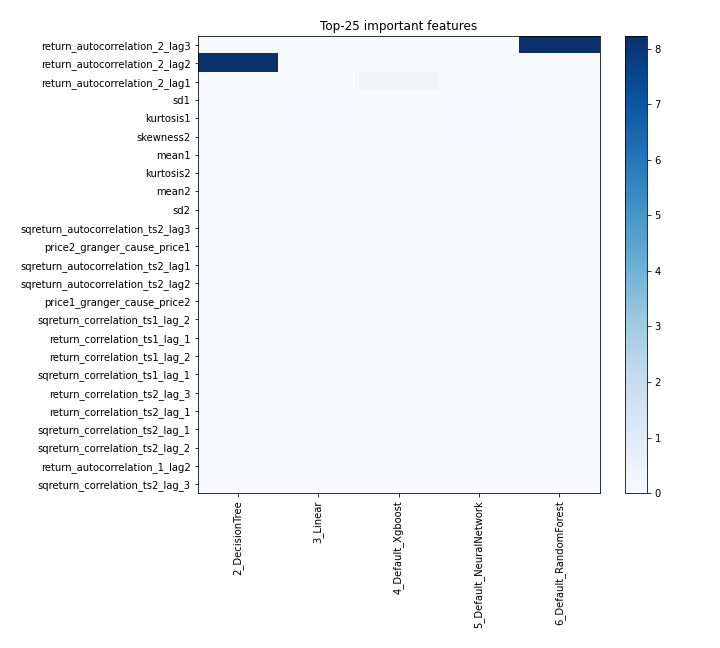 Top-25 important features
return_autocorrelation_2_lag3
return_autocorrelation_2_lag2
return_autocorrelation_2_lag1
sd1
kurtosis1
skewness2
mean1
kurtosis2
mean2
sd2
sqreturn_autocorrelation_ts2_lag3
price2_granger_cause_price1
sqreturn_autocorrelation_ts2_lag1
sqreturn_autocorrelation_ts2_lag2
price1_granger_cause_price2
sqreturn_correlation_ts1_lag_2
return_correlation_ts1_lag_1
return_correlation_ts1_lag_2
sqreturn_correlation_ts1_lag_1
return_correlation_ts2_lag_3
return_correlation_ts2_lag_1
sqreturn_correlation_ts2_lag_1
sqreturn_correlation_ts2_lag_2
return_autocorrelation_1_lag2
sqreturn_correlation_ts2_lag_3
2_DecisionTree
3_Linear
4_Default_Xgboost
5_Default_NeuralNetwork
6_Default_RandomForest
8
7
6
5
4
3
2
1
0